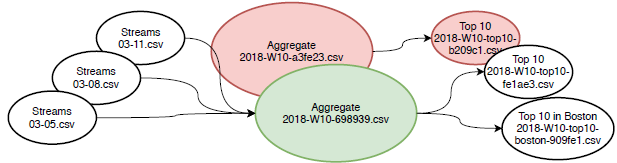 Streams
03-11.csv
Streams
03-08.csv
Streams
03-05.csv
Aggregate
2018-W10-a3fe23.csv
Aggregate
2018-W10-698939.csv
Top 10
2018-W10-top10-
b209c1.csv
Top 10
2018-W10-top10-
fe1ae3.csv
Top 10 in Boston
2018-W10-top10-
boston-909fe1.csv